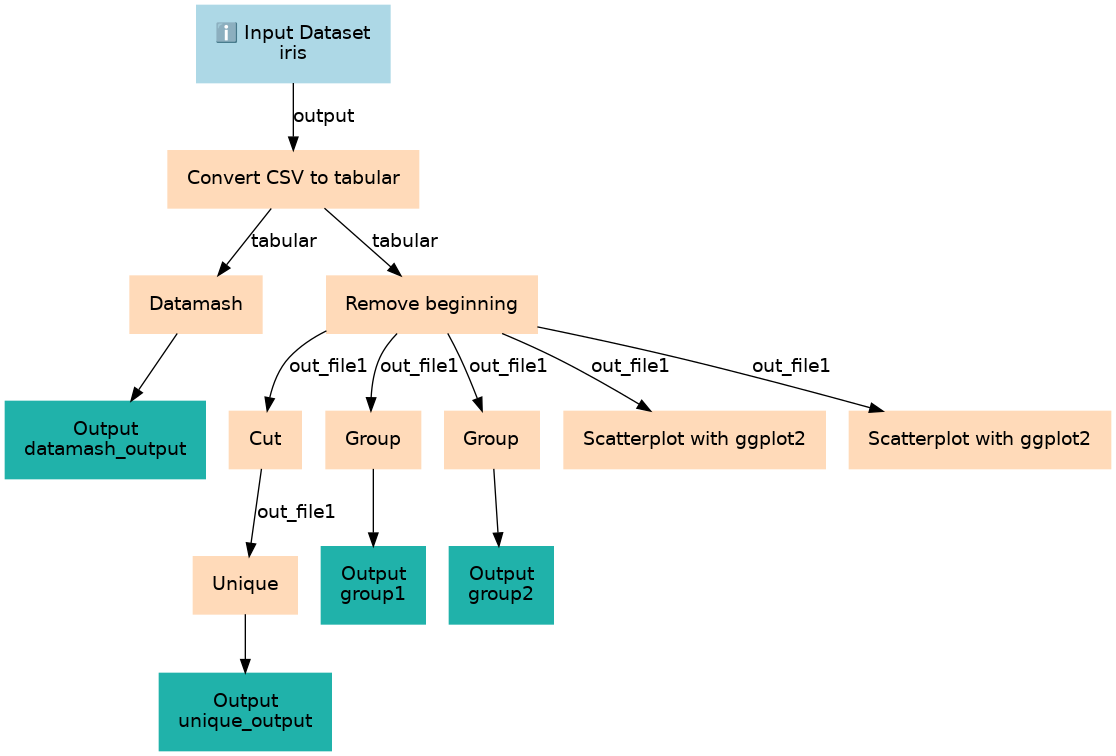 ℹ️ Input Dataset
iris
output
Convert CSV to tabular
tabular
tabular
Datamash
Remove beginning
out_file1
out_file1
out_file1
out_file1
out_file1
Output
datamash_output
Cut
Group
Group
Scatterplot with ggplot2
Scatterplot with ggplot2
out_file1
Unique
Output
group1
Output
group2
Output
unique_output